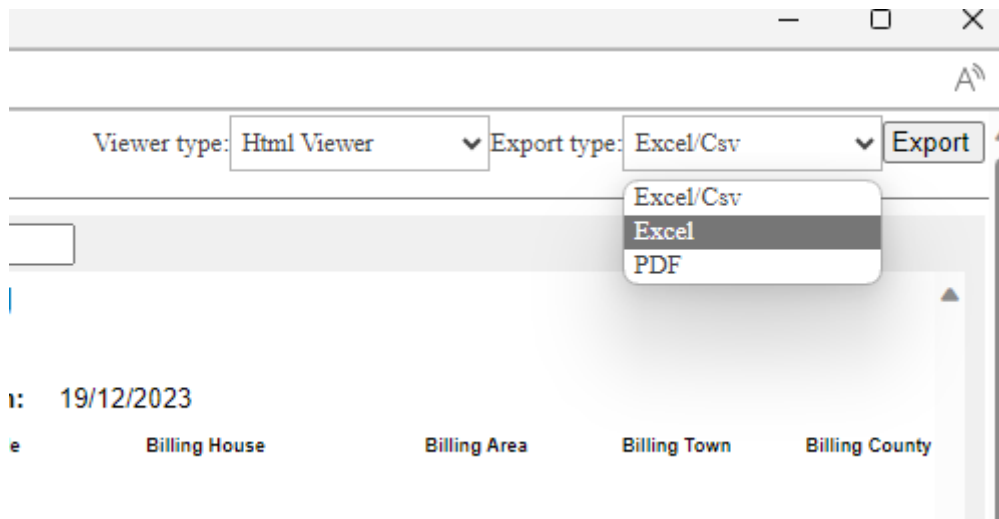 Viewer type: Html Viewer Export type: Excel/Csv Export
Excel/Csv
Excel
PDF
19/12/2023
Billing House Billing Area Billing Town Billing County